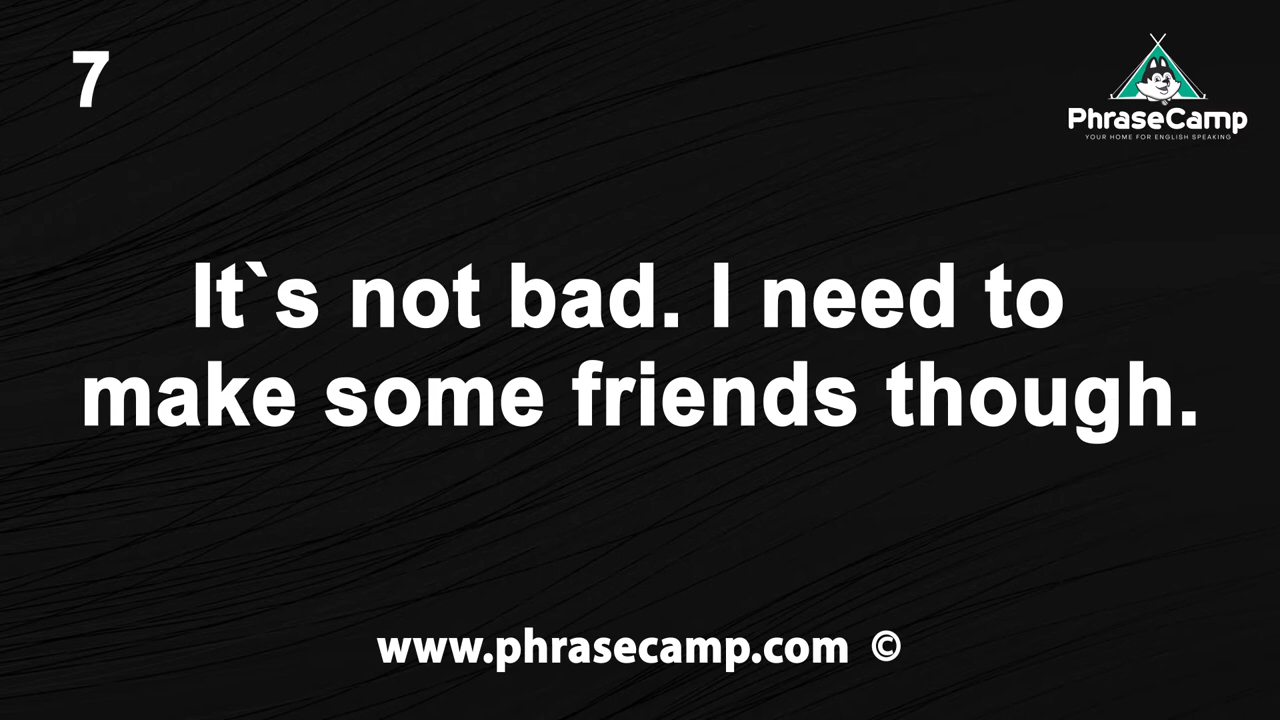 7
PhraseCamp
YOUR HOME FOR ENGLISH SPEAKING
It`s not bad. I need to
make some friends though.
www.phrasecamp.com ©